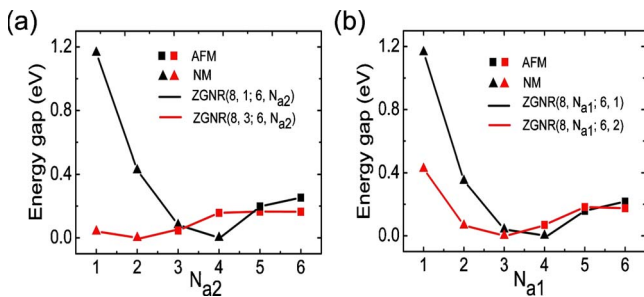 (a)
Energy gap (eV)
1.2
0.8
0.4
0.0
AFM
NM
ZGNR(8, 1; 6, Na2)
ZGNR(8, 3; 6, Na2)
1 2 3 4 5 6
Na2
(b)
Energy gap (eV)
1.2
0.8
0.4
0.0
AFM
NM
ZGNR(8, Na1; 6, 1)
ZGNR(8, Na1; 6, 2)
1 2 3 4 5 6
Na1